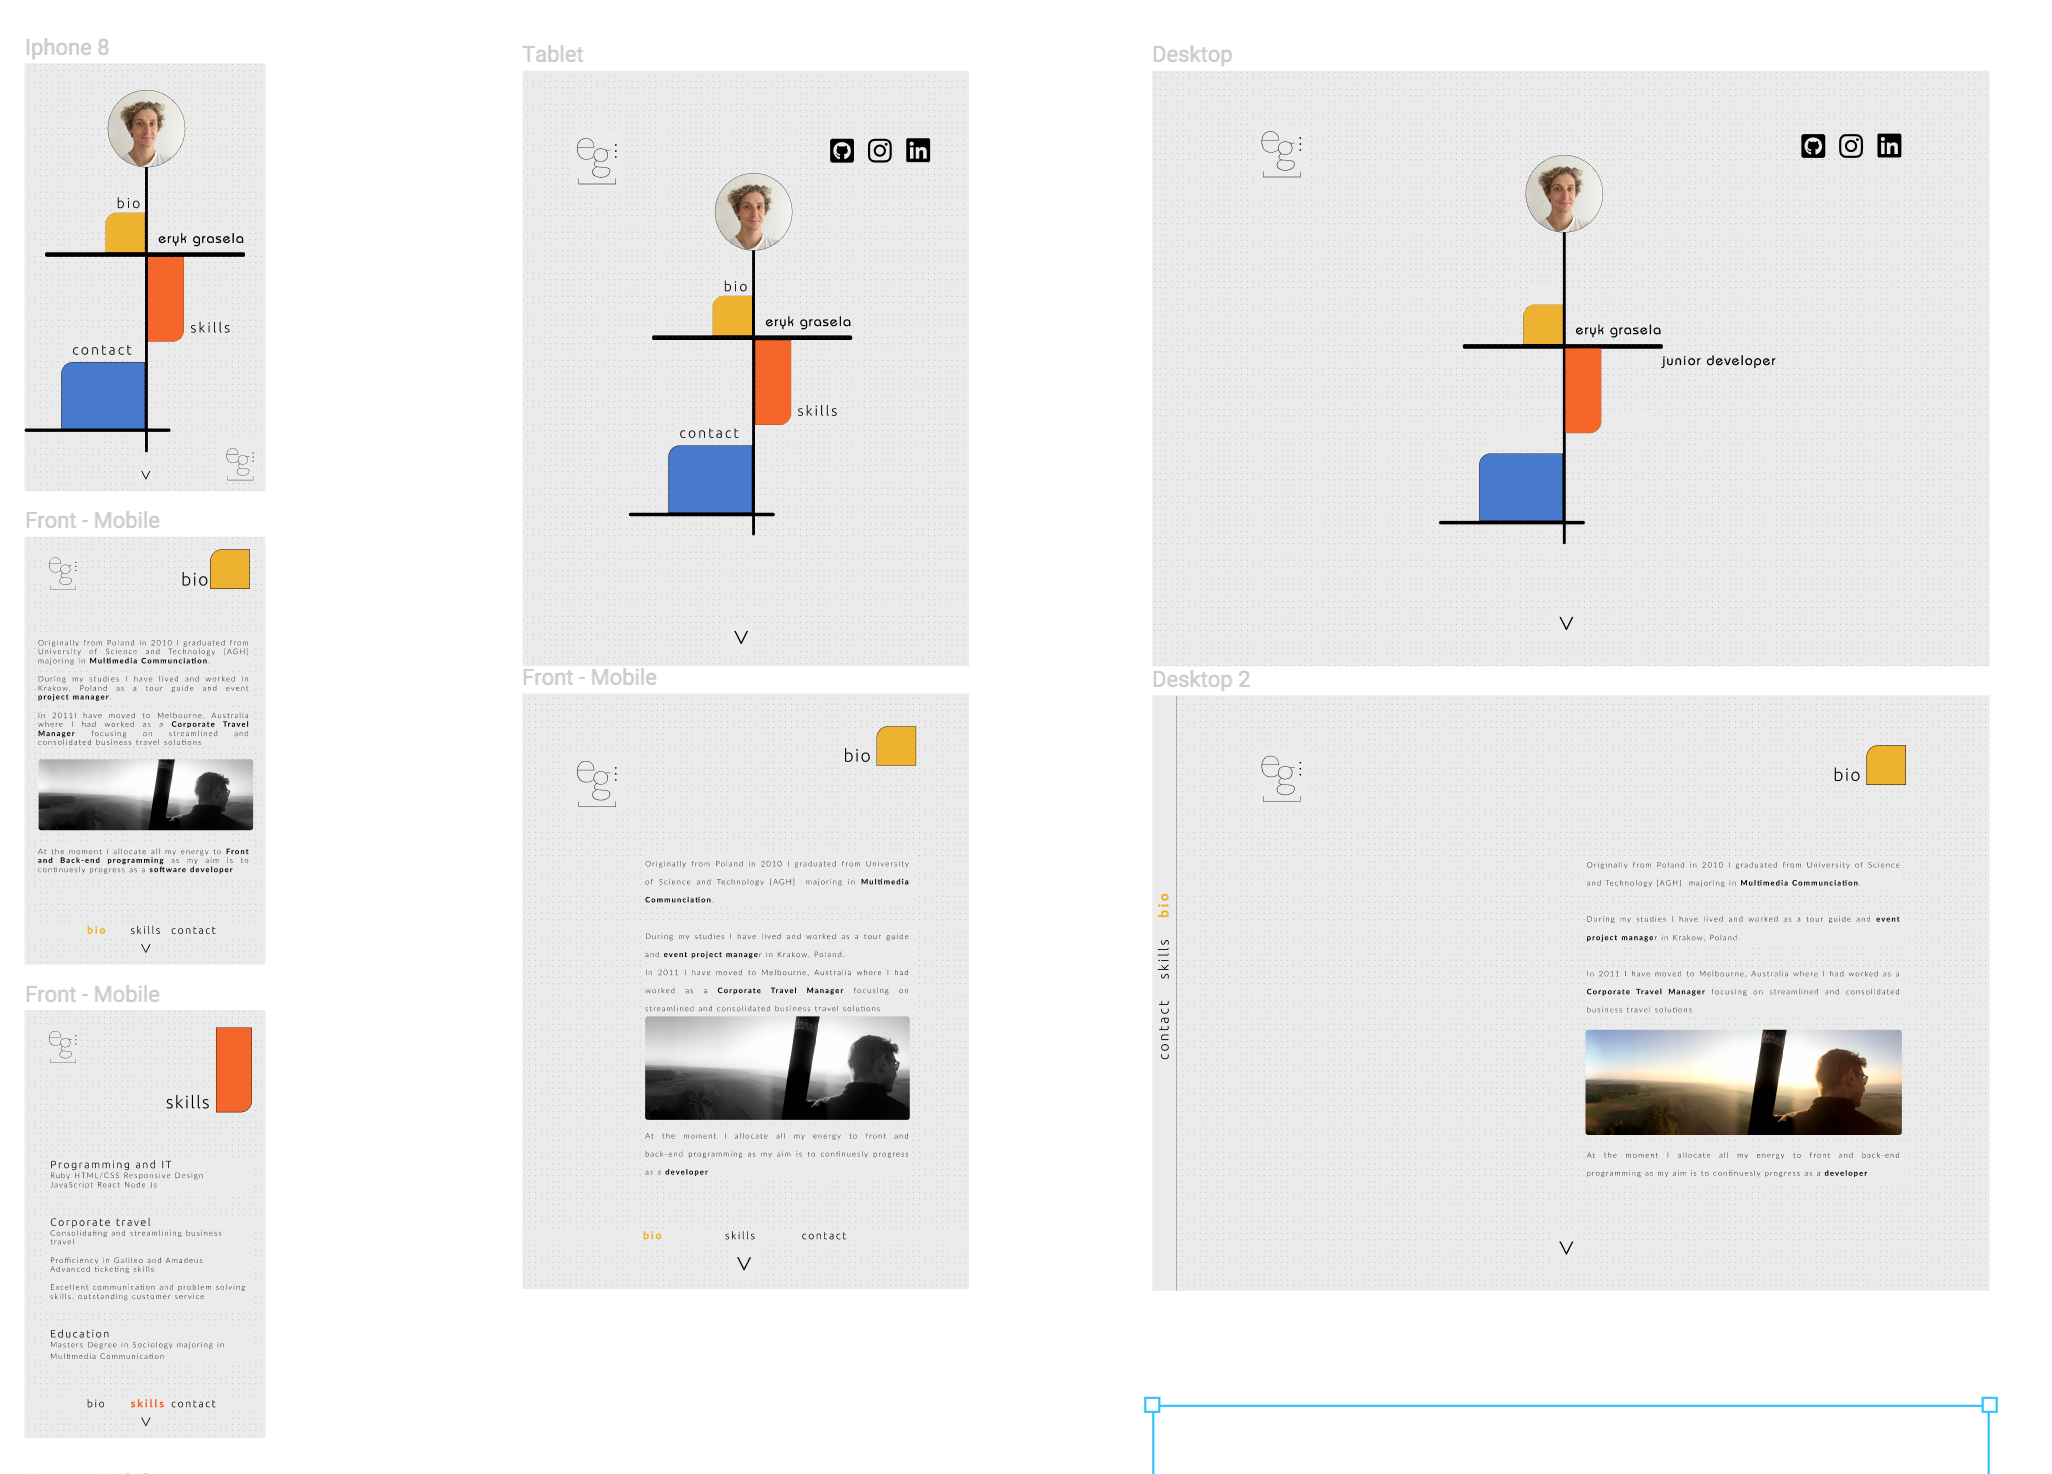 Iphone 8
bio
eryk grasela
skills
contact
eg
Front - Mobile
eg
bio
Originally from Poland in 2010 I graduated from
University of Science and Technology [AGH]
majoring in Multimedia Communciation.
During my studies I have lived and worked in
Krakow, Poland as a tour guide and event
project manager.
In 2011I have moved to Melbourne, Australia
where I had worked as a Corporate Travel
Manager focusing on streamlined and
consolidated business travel solutions
At the moment I allocate all my energy to Front
and Back-end programming as my aim is to
continuesly progress as a software developer
bio skills contact
Front - Mobile
eg
skills
Programming and IT
Ruby HTML/CSS Responsive Design
JavaScript React Node Js
Corporate travel
Consolidating and streamlining business
travel
Proffciency in Galileo and Amadeus
Advanced ticketing skills
Excellent communication and problem solving
skills, outstanding customer service
Education
Masters Degree in Sociology majoring in
Multimedia Communication
bio skills contact
Tablet
eg
in
bio
eryk grasela
skills
contact
Front - Mobile
eg
bio
Originally from Poland in 2010 I graduated from University
of Science and Technology [AGH] majoring in Multimedia
Communciation.
During my studies I have lived and worked as a tour guide
and event project manager in Krakow, Poland.
In 2011 I have moved to Melbourne, Australia where I had
worked as a Corporate Travel Manager focusing on
streamlined and consolidated business travel solutions
At the moment I allocate all my energy to front and
back-end programming as my aim is to continuesly progress
as a developer
bio skills contact
Desktop
eg
in
eryk grasela
junior developer
Desktop 2
contact skills bio
eg
bio
Originally from Poland in 2010 I graduated from University of Science
and Technology [AGH] majoring in Multimedia Communciation.
During my studies I have lived and worked as a tour guide and event
project manager in Krakow, Poland.
In 2011 I have moved to Melbourne, Australia where I had worked as a
Corporate Travel Manager focusing on streamlined and consolidated
business travel solutions
At the moment I allocate all my energy to front and back-end
programming as my aim is to continuesly progress as a developer